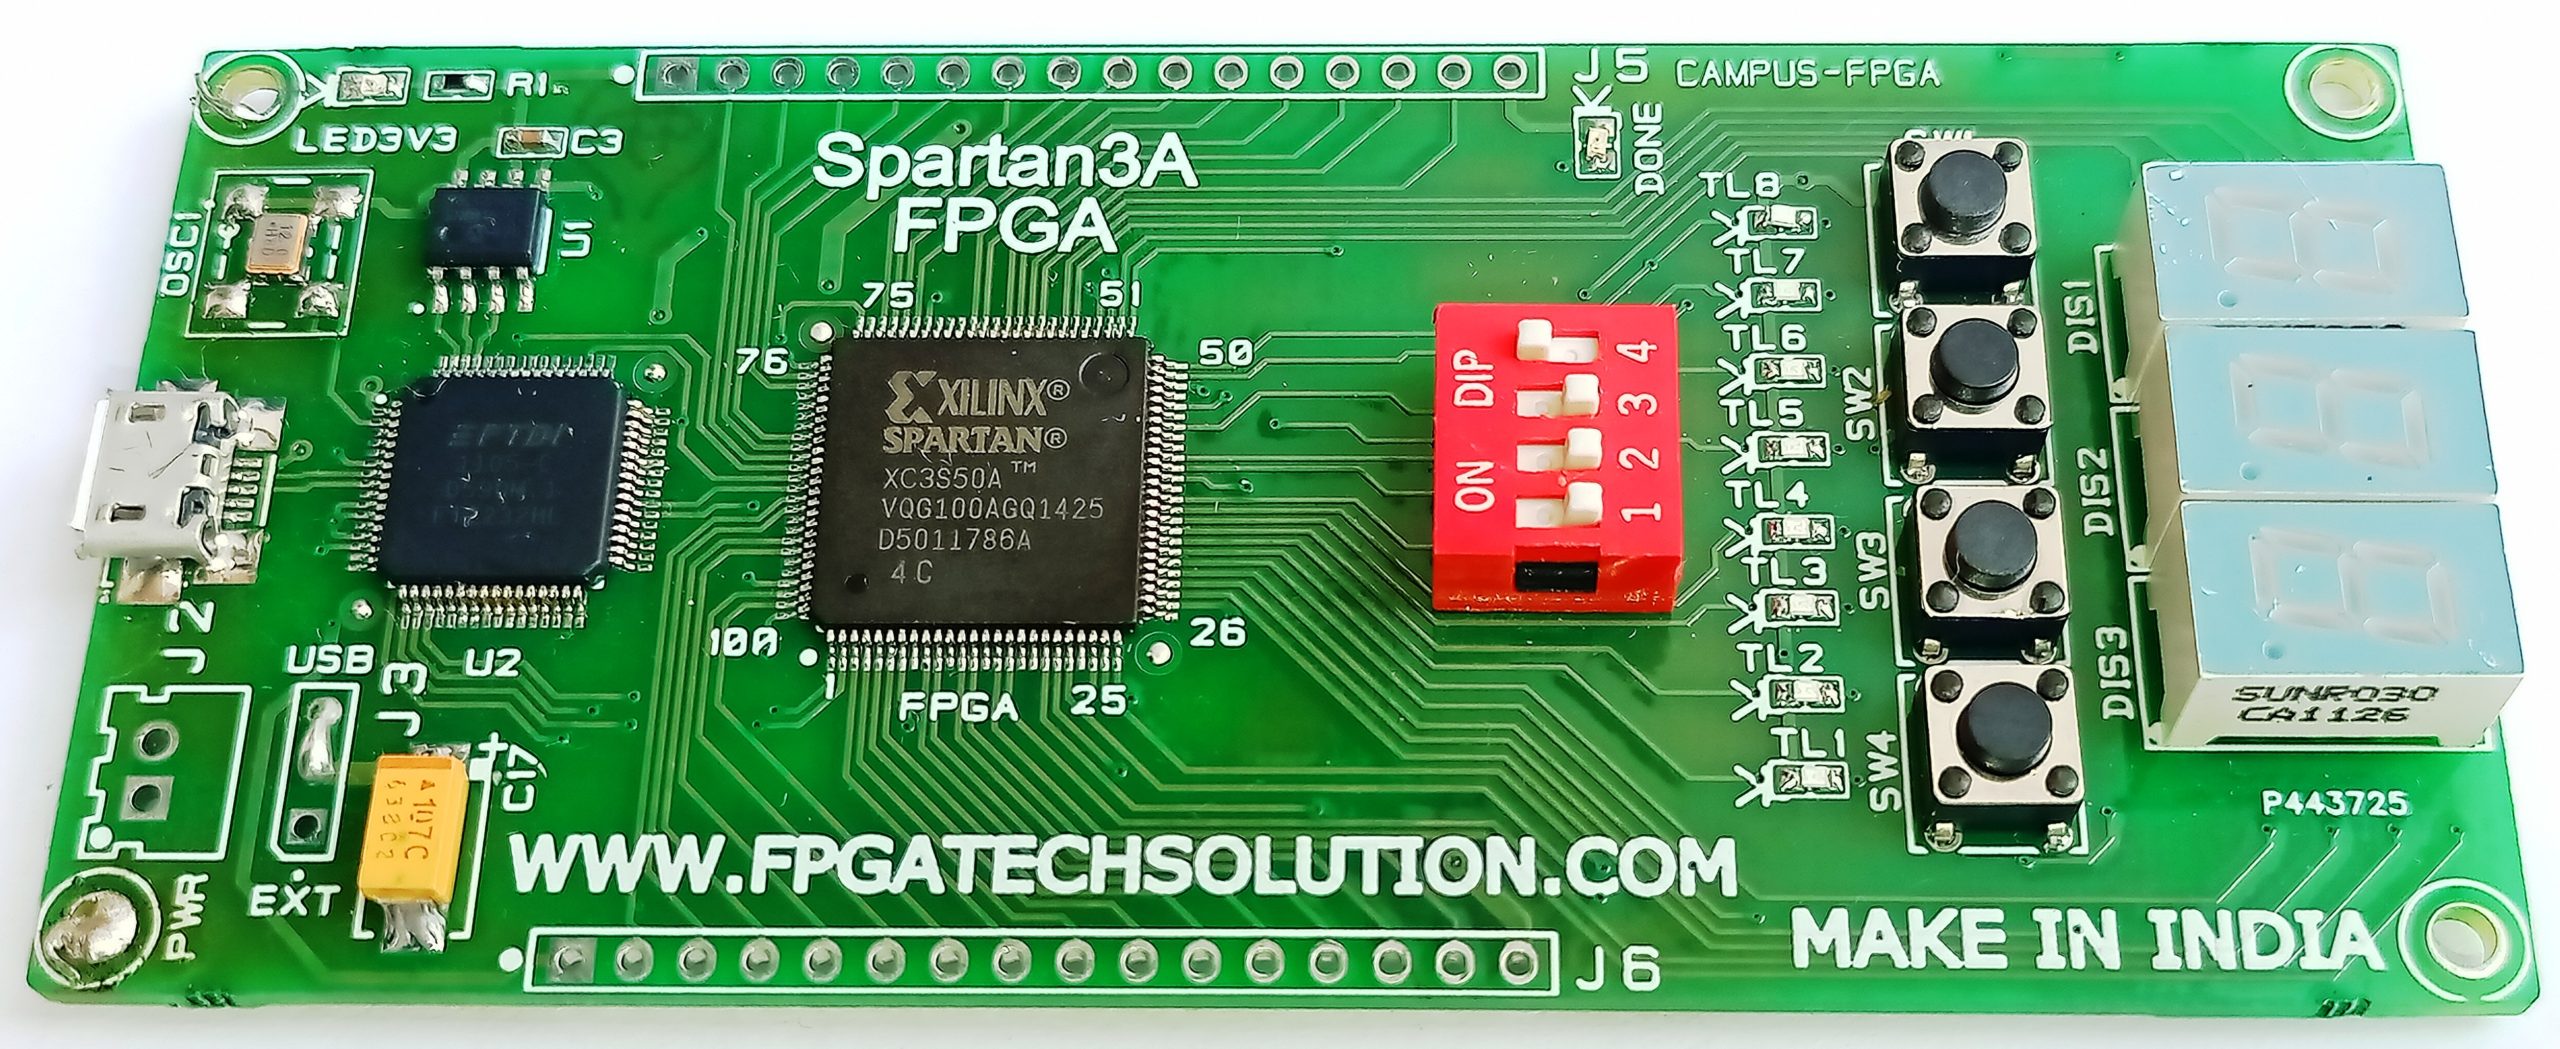 J5
CAMPUS-FPGA
R1
LED3V3
C3
K
DONE
Spartan3A
FPGA
OSC1
TL8
TL7
TL6
TL5
TL4
TL3
TL2
TL1
75
51
76
50
XILINX®
SPARTAN®
XC3S50A™
VQG100AGQ1425
D5011786A
4C
FTDI
100
26
1
FPGA
25
ON DIP
1 2 3 4
SW2
SW3
SW4
DIS1
DIS2
DIS3
SUNR030
CA1126
J2
USB
U2
J3
C17
+
107C
EXT
PWR
P443725
WWW.FPGATECHSOLUTION.COM
MAKE IN INDIA
J6